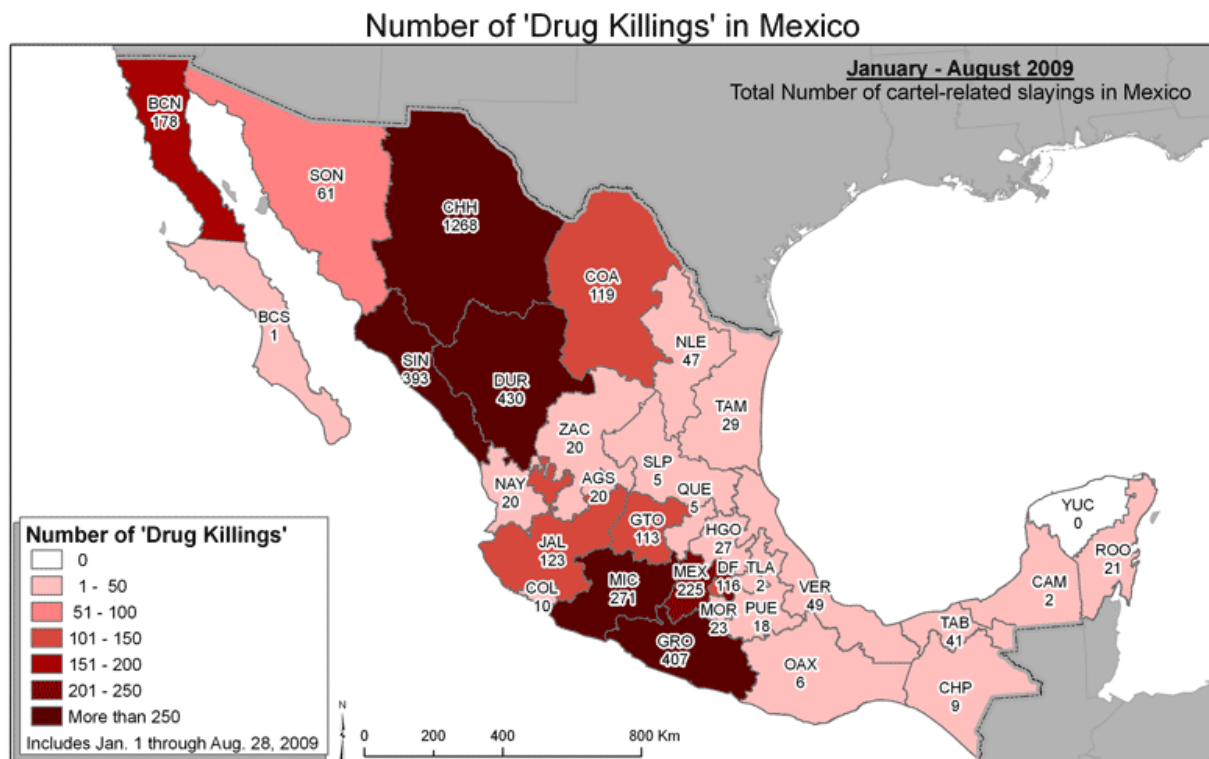 Number of 'Drug Killings' in Mexico
January - August 2009
Total Number of cartel-related slayings in Mexico
BCN
178
SON
61
CHH
1268
COA
119
BCS
1
NLE
47
SIN
393
DUR
430
TAM
29
ZAC
20
SLP
5
AGS
20
NAY
20
QUE
5
YUC
0
GTO
113
HGO
27
JAL
123
ROO
21
MIC
271
MEX
225
DF
116
TLA
2
CAM
2
COL
10
VER
49
MOR
23
PUE
18
TAB
41
GRO
407
OAX
6
CHP
9
Number of 'Drug Killings'
0
1 - 50
51 - 100
101 - 150
151 - 200
201 - 250
More than 250
Includes Jan. 1 through Aug. 28, 2009
N
0 200 400 800 Km